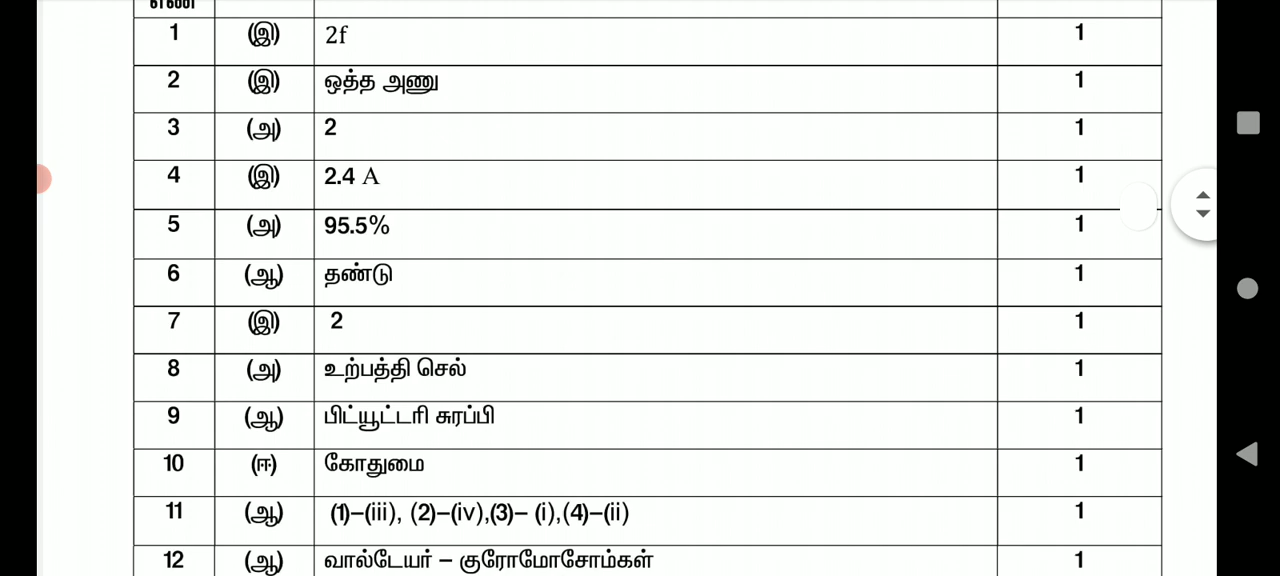 எண்
1 (இ) 2f 1
2 (இ) ஒத்த அணு 1
3 (அ) 2 1
4 (இ) 2.4 A 1
5 (அ) 95.5% 1
6 (ஆ) தண்டு 1
7 (இ) 2 1
8 (அ) உற்பத்தி செல் 1
9 (ஆ) பிட்யூட்டரி சுரப்பி 1
10 (ஈ) கோதுமை 1
11 (ஆ) (1)–(iii), (2)–(iv),(3)– (i),(4)–(ii) 1
12 (ஆ) வால்டேயர் – குரோமோசோம்கள் 1